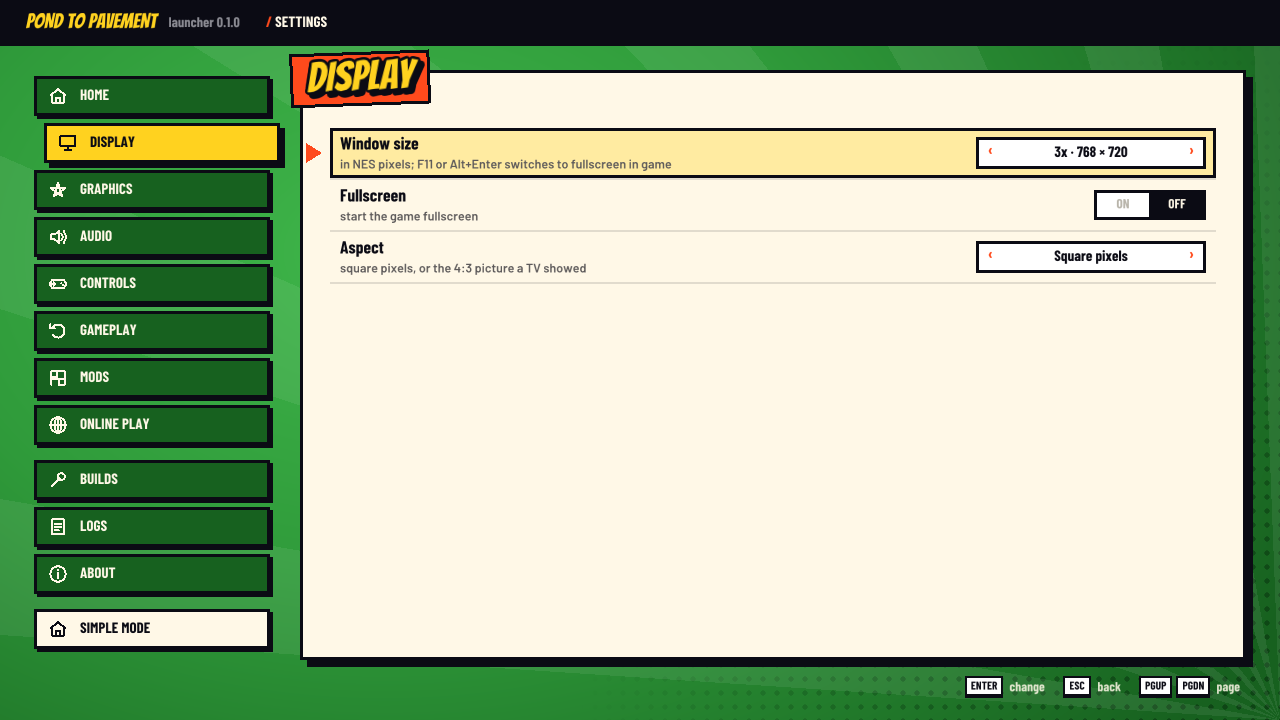 POND TO PAVEMENT launcher 0.1.0 / SETTINGS
DISPLAY
HOME
DISPLAY
GRAPHICS
AUDIO
CONTROLS
GAMEPLAY
MODS
ONLINE PLAY
BUILDS
LOGS
ABOUT
SIMPLE MODE
Window size
in NES pixels; F11 or Alt+Enter switches to fullscreen in game
‹ 3x · 768 × 720 ›
Fullscreen
start the game fullscreen
ON OFF
Aspect
square pixels, or the 4:3 picture a TV showed
‹ Square pixels ›
ENTER change ESC back PGUP PGDN page